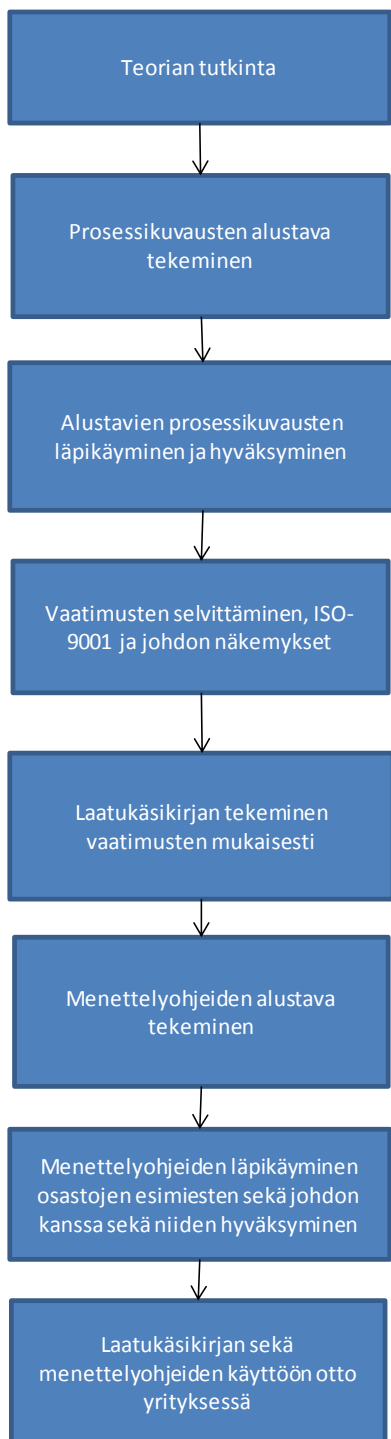 Teorian tutkinta
Prosessikuvausten alustava
tekeminen
Alustavien prosessikuvausten
läpikäyminen ja hyväksyminen
Vaatimusten selvittäminen, ISO-
9001 ja johdon näkemykset
Laatukäsikirjan tekeminen
vaatimusten mukaisesti
Menettelyohjeiden alustava
tekeminen
Menettelyohjeiden läpikäyminen
osastojen esimiesten sekä johdon
kanssa sekä niiden hyväksyminen
Laatukäsikirjan sekä
menettelyohjeiden käyttöön otto
yrityksessä